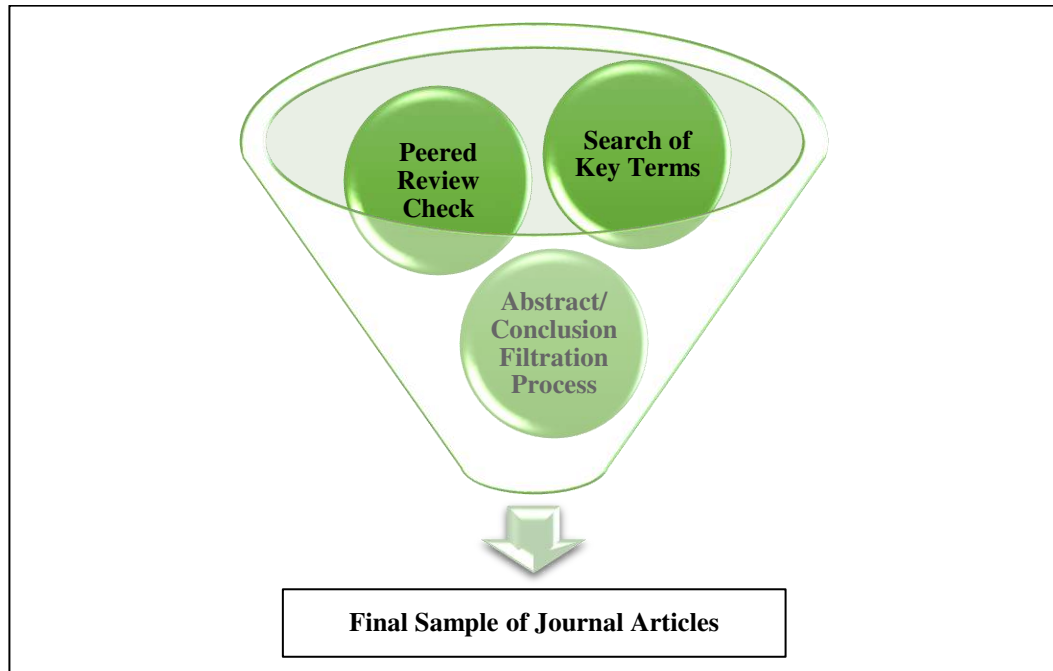 Peered
Review
Check
Search of
Key Terms
Abstract/
Conclusion
Filtration
Process
Final Sample of Journal Articles